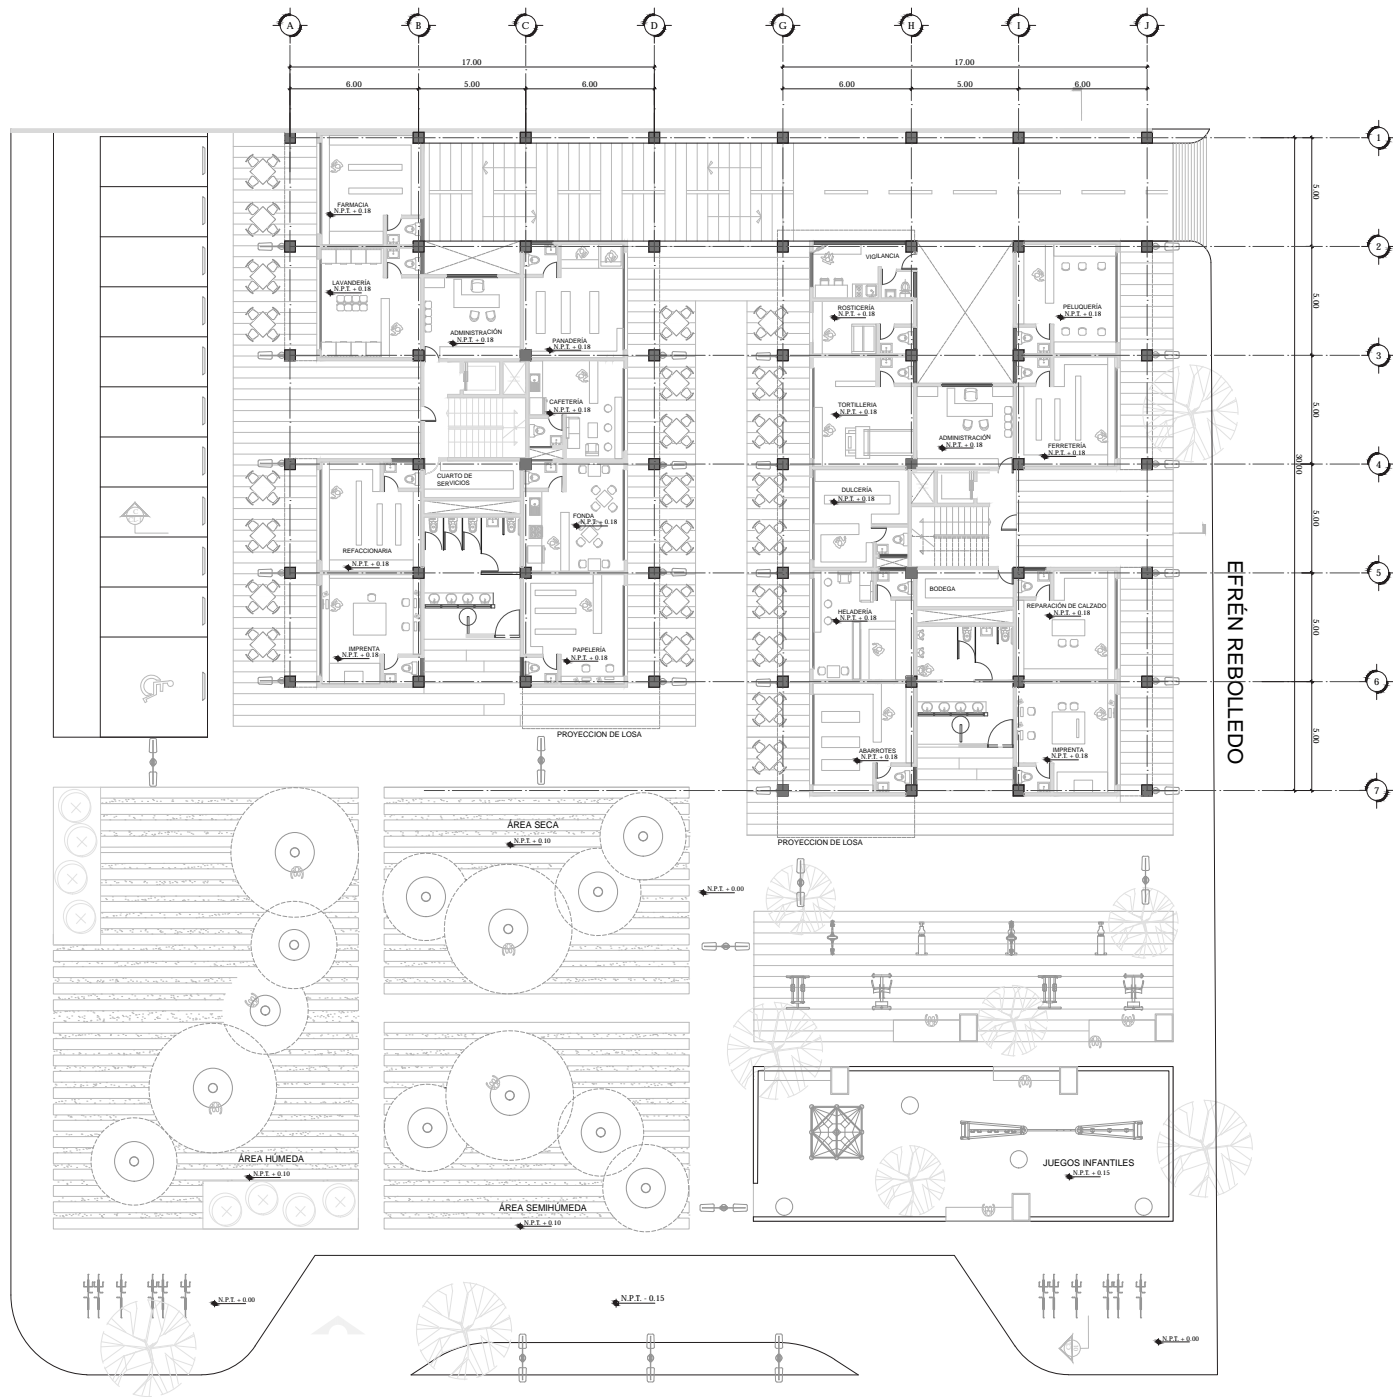 A B C D G H I J
17.00 17.00
6.00 5.00 6.00 6.00 5.00 6.00
1
5.00
2
5.00
3
5.00
4
30.00
5.00
5
5.00
6
5.00
7
FARMACIA
N.P.T. + 0.18
LAVANDERÍA
N.P.T. + 0.18
ADMINISTRACIÓN
N.P.T. + 0.18
PANADERÍA
N.P.T. + 0.18
CAFETERÍA
N.P.T. + 0.18
CUARTO DE
SERVICIOS
FONDA
N.P.T. + 0.18
REFACCIONARIA
N.P.T. + 0.18
IMPRENTA
N.P.T. + 0.18
PAPELERÍA
N.P.T. + 0.18
PROYECCION DE LOSA
VIGILANCIA
ROSTICERÍA
N.P.T. + 0.18
PELUQUERÍA
N.P.T. + 0.18
TORTILLERIA
N.P.T. + 0.18
ADMINISTRACIÓN
N.P.T. + 0.18
FERRETERÍA
N.P.T. + 0.18
DULCERÍA
N.P.T. + 0.18
BODEGA
HELADERÍA
N.P.T. + 0.18
REPARACIÓN DE CALZADO
N.P.T. + 0.18
ABARROTES
N.P.T. + 0.18
IMPRENTA
N.P.T. + 0.18
PROYECCION DE LOSA
EFRÉN REBOLLEDO
ÁREA SECA
N.P.T. + 0.10
N.P.T. + 0.00
ÁREA HÚMEDA
N.P.T. + 0.10
ÁREA SEMIHÚMEDA
N.P.T. + 0.10
JUEGOS INFANTILES
N.P.T. + 0.15
N.P.T. + 0.00
N.P.T. - 0.15
N.P.T. + 0.00